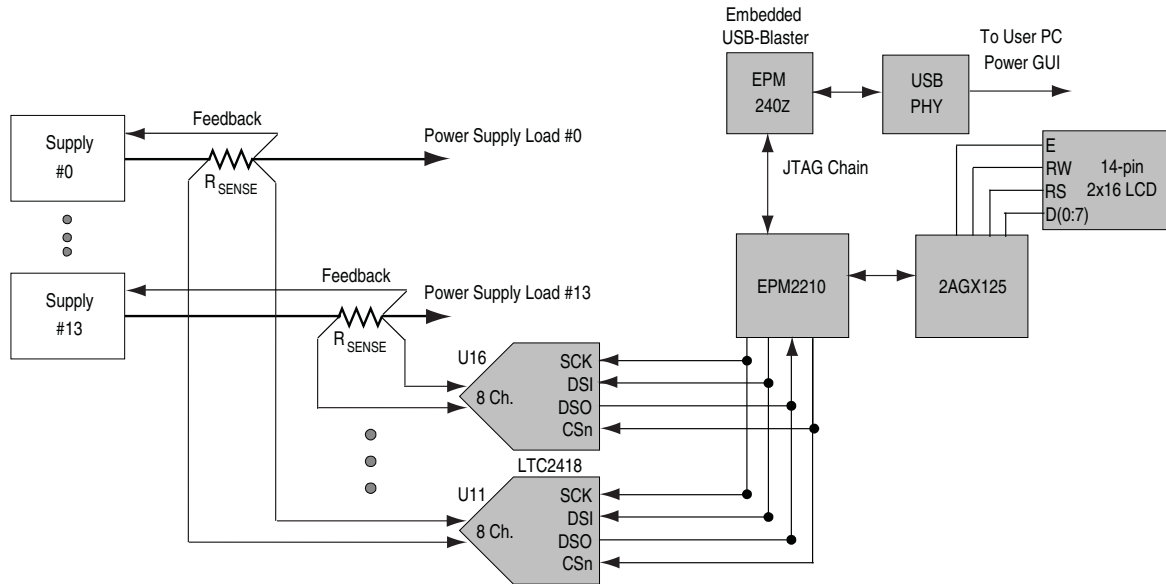 Embedded
USB-Blaster
To User PC
Power GUI
EPM
240z
USB
PHY
Feedback
Supply
#0
Power Supply Load #0
R SENSE
JTAG Chain
E
RW
RS
D(0:7)
14-pin
2x16 LCD
Feedback
Supply
#13
Power Supply Load #13
R SENSE
EPM2210
2AGX125
U16
8 Ch.
SCK
DSI
DSO
CSn
LTC2418
U11
8 Ch.
SCK
DSI
DSO
CSn